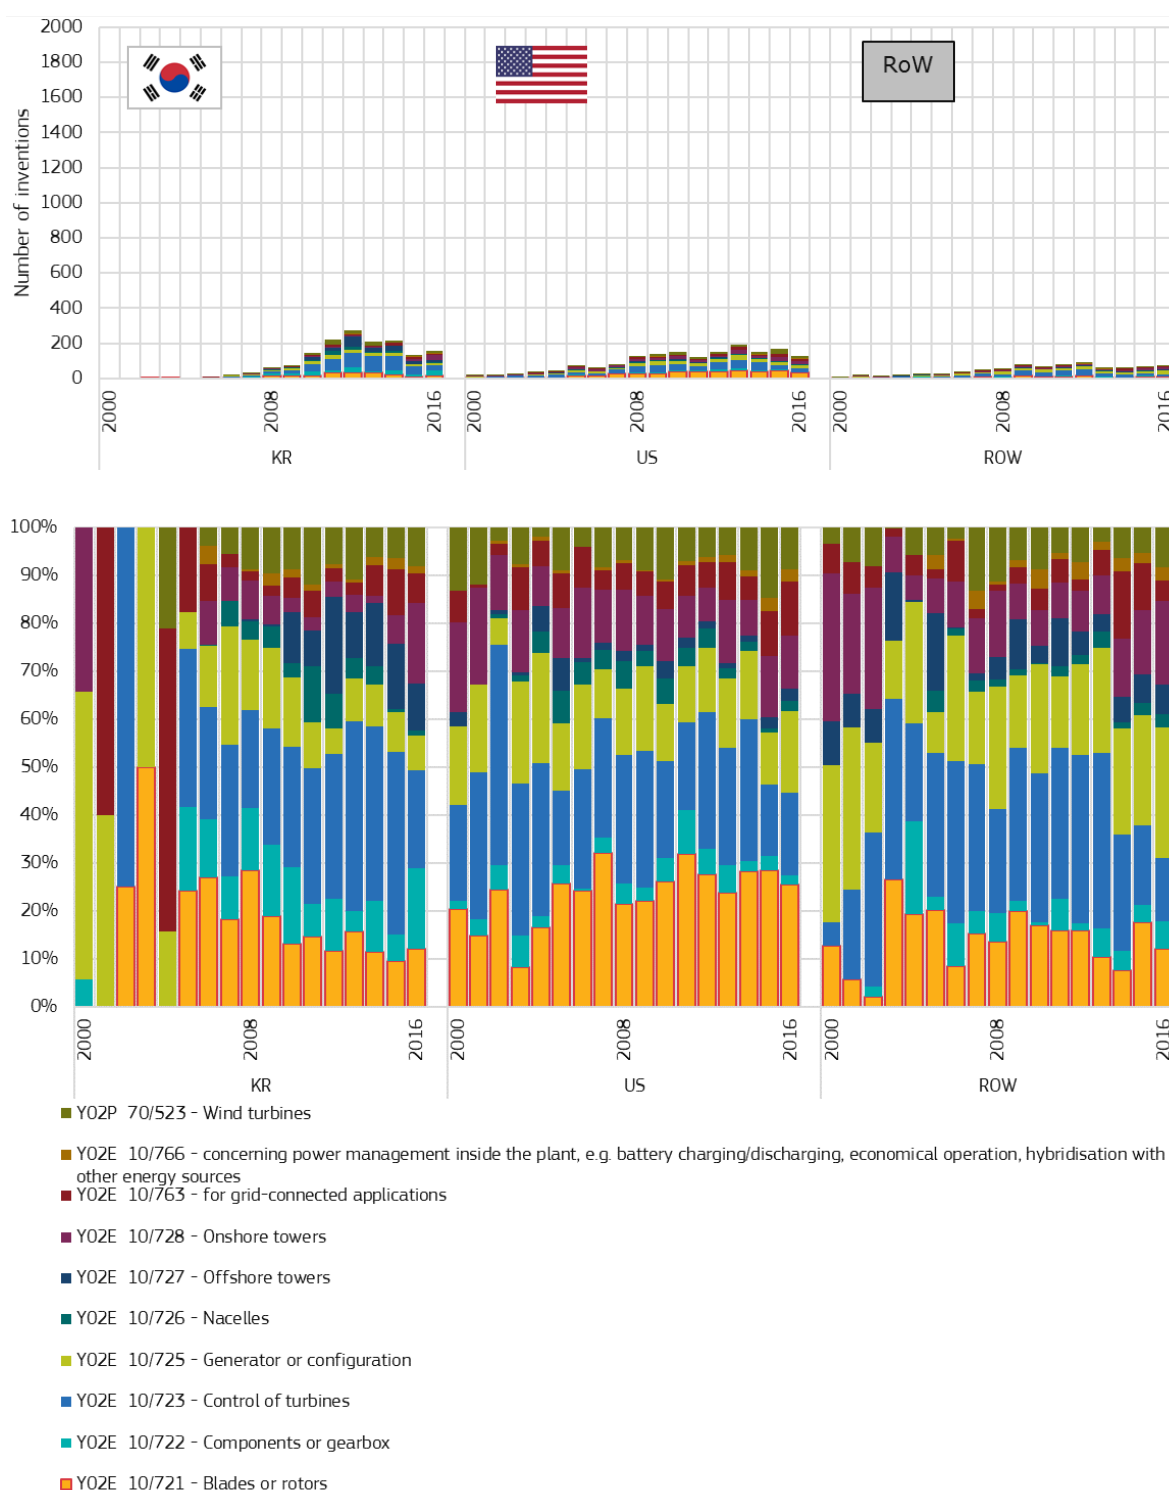 2000
1800
1600
1400
1200
1000
800
600
400
200
0
Number of inventions
RoW
2000
2008
2016
2000
2008
2016
2000
2008
2016
KR
US
ROW
100%
90%
80%
70%
60%
50%
40%
30%
20%
10%
0%
2000
2008
2016
2000
2008
2016
2000
2008
2016
KR
US
ROW
Y02P 70/523 - Wind turbines
Y02E 10/766 - concerning power management inside the plant, e.g. battery charging/discharging, economical operation, hybridisation with
other energy sources
Y02E 10/763 - for grid-connected applications
Y02E 10/728 - Onshore towers
Y02E 10/727 - Offshore towers
Y02E 10/726 - Nacelles
Y02E 10/725 - Generator or configuration
Y02E 10/723 - Control of turbines
Y02E 10/722 - Components or gearbox
Y02E 10/721 - Blades or rotors